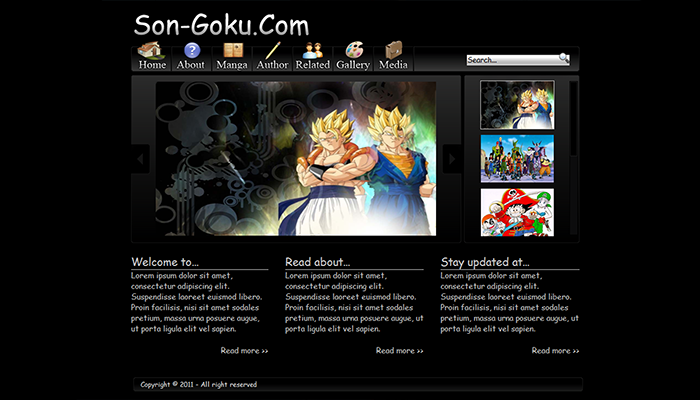 Son-Goku.Com
Home About Manga Author Related Gallery Media
Search...
Welcome to...
Lorem ipsum dolor sit amet,
consectetur adipiscing elit.
Suspendisse laoreet euismod libero.
Proin facilisis, nisi sit amet sodales
pretium, massa urna posuere augue,
ut porta ligula elit vel sapien.
Read more >>
Read about...
Lorem ipsum dolor sit amet,
consectetur adipiscing elit.
Suspendisse laoreet euismod libero.
Proin facilisis, nisi sit amet sodales
pretium, massa urna posuere augue, ut
porta ligula elit vel sapien.
Read more >>
Stay updated at...
Lorem ipsum dolor sit amet,
consectetur adipiscing elit.
Suspendisse laoreet euismod libero.
Proin facilisis, nisi sit amet sodales
pretium, massa urna posuere augue,
ut porta ligula elit vel sapien.
Read more >>
Copyright © 2011 - All right reserved